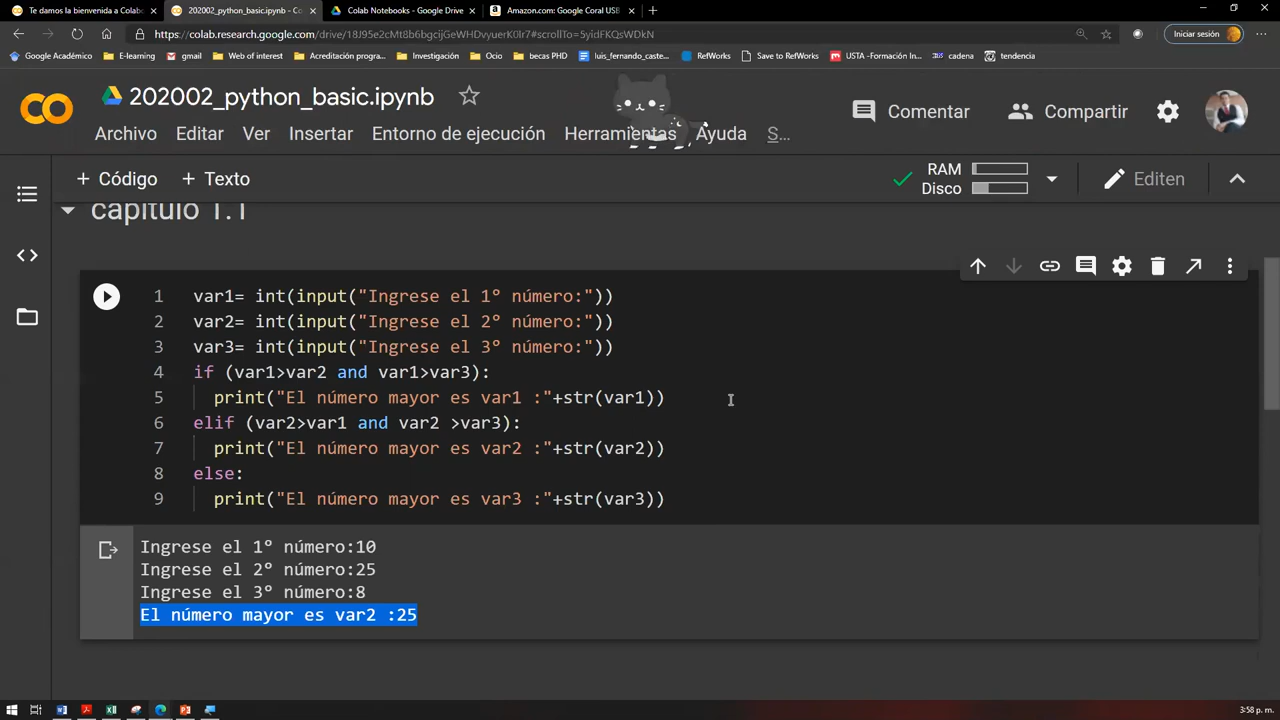 Te damos la bienvenida a Colabo
202002_python_basic.ipynb - Col
Colab Notebooks - Google Drive
Amazon.com: Google Coral USB
https://colab.research.google.com/drive/18J95e2cMt8b6bgcijGeWHDvyuerK0Ir7#scrollTo=5yidFKQsWDcN
Iniciar sesión
Google Académico
E-Learning
gmail
Web of interest
Acreditación progra...
Investigación
Ocio
becas PHD
luis_fernando_caste...
RefWorks
Save to RefWorks
USTA –Formación In...
cadena
tendencia
202002_python_basic.ipynb
Comentar
Compartir
Archivo Editar Ver Insertar Entorno de ejecución Herramientas Ayuda S...
+ Código + Texto
RAM
Disco
Editen
capitulo 1.1
1 var1= int(input("Ingrese el 1° número:"))
2 var2= int(input("Ingrese el 2° número:"))
3 var3= int(input("Ingrese el 3° número:"))
4 if (var1>var2 and var1>var3):
5 print("El número mayor es var1 :"+str(var1))
6 elif (var2>var1 and var2 >var3):
7 print("El número mayor es var2 :"+str(var2))
8 else:
9 print("El número mayor es var3 :"+str(var3))
Ingrese el 1° número:10
Ingrese el 2° número:25
Ingrese el 3° número:8
El número mayor es var2 :25
3:58 p. m.